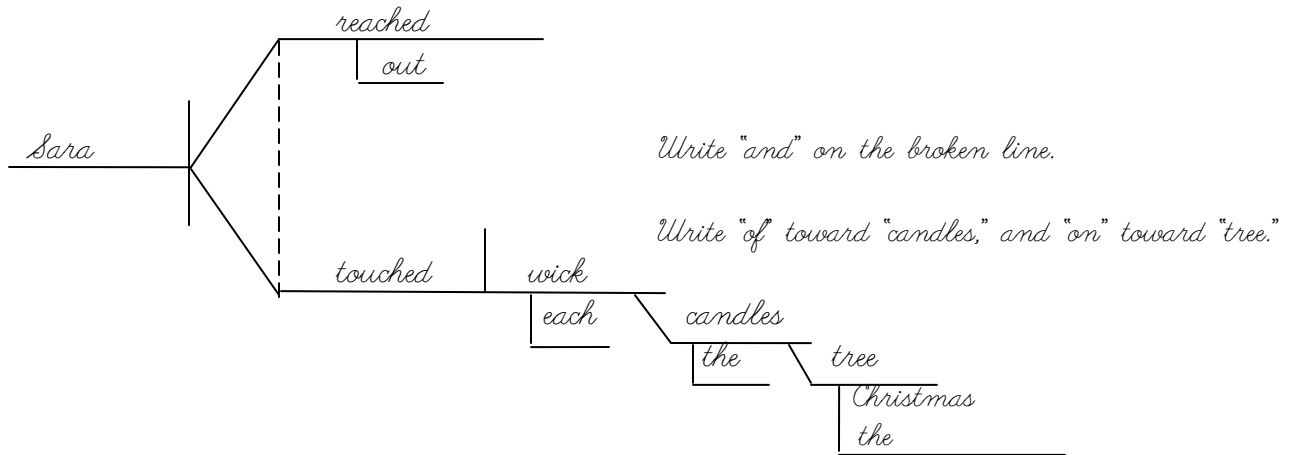 reached
out
Sara
Write "and" on the broken line.
Write "of" toward "candles," and "on" toward "tree."
touched wick
each candles
the tree
Christmas
the